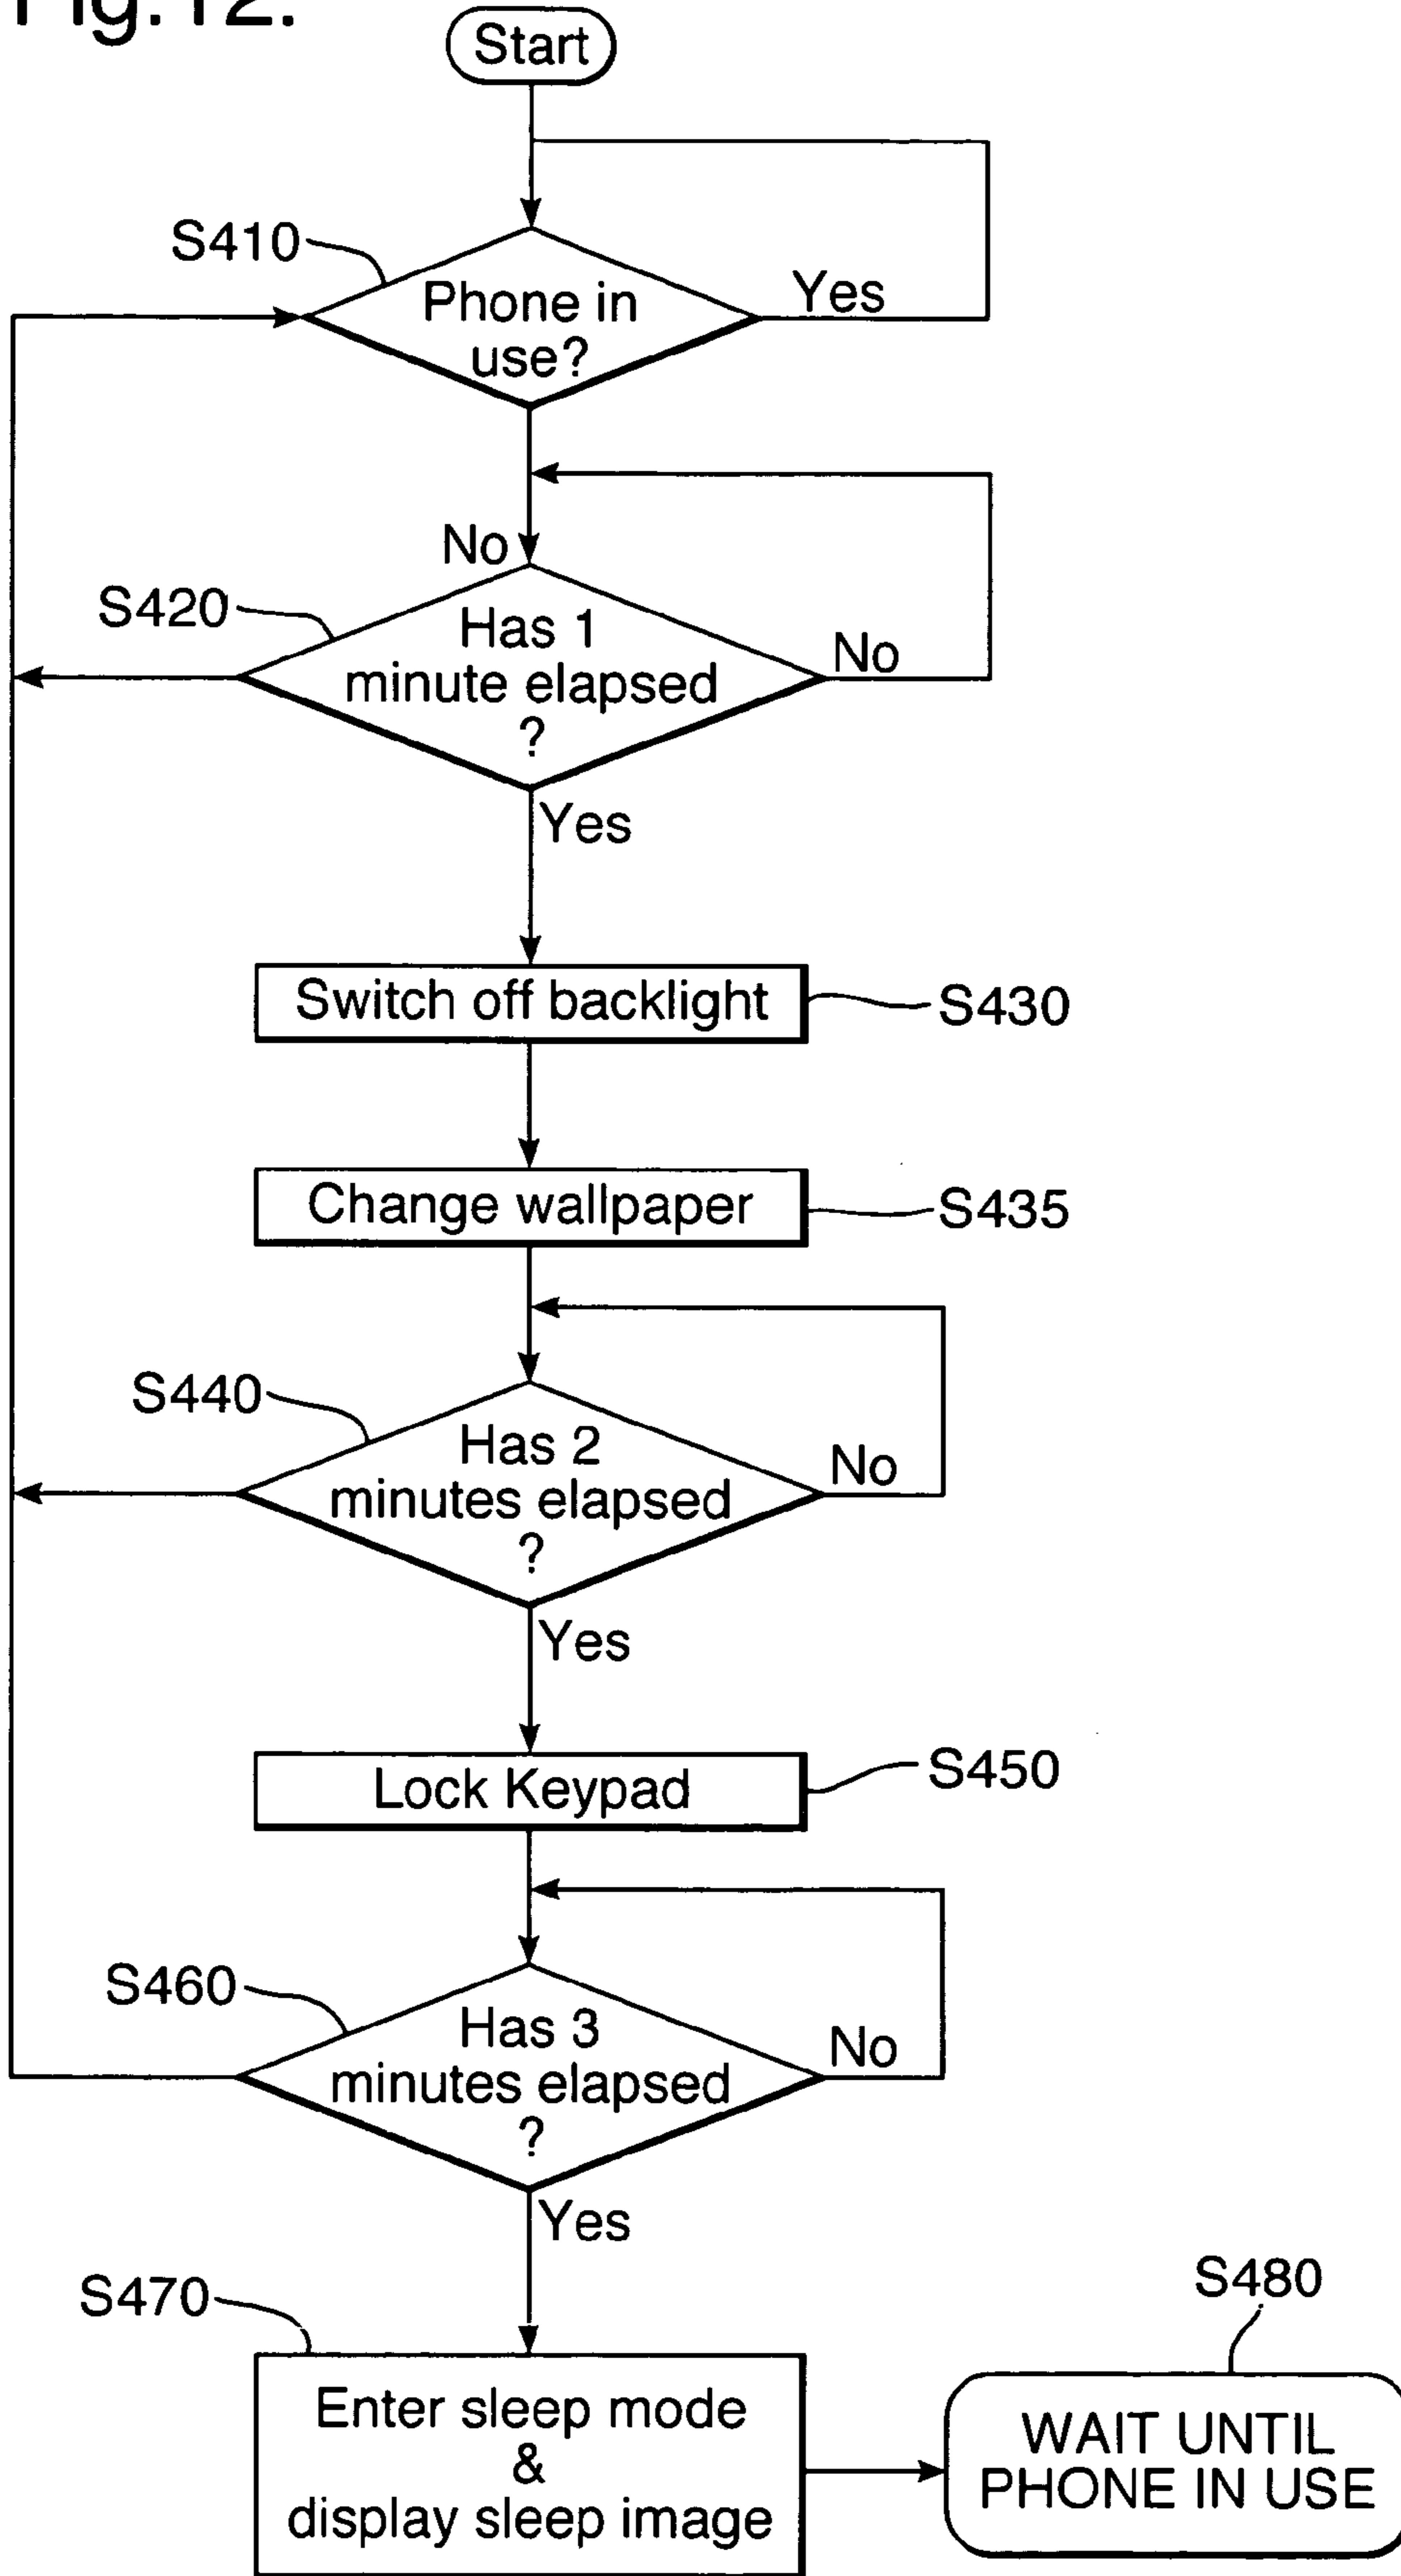 Fig.12.
Start
S410
Phone in
use?
Yes
No
S420
Has 1
minute elapsed
?
No
Yes
Switch off backlight
S430
Change wallpaper
S435
S440
Has 2
minutes elapsed
?
No
Yes
Lock Keypad
S450
S460
Has 3
minutes elapsed
?
No
Yes
S470
Enter sleep mode
&
display sleep image
S480
WAIT UNTIL
PHONE IN USE